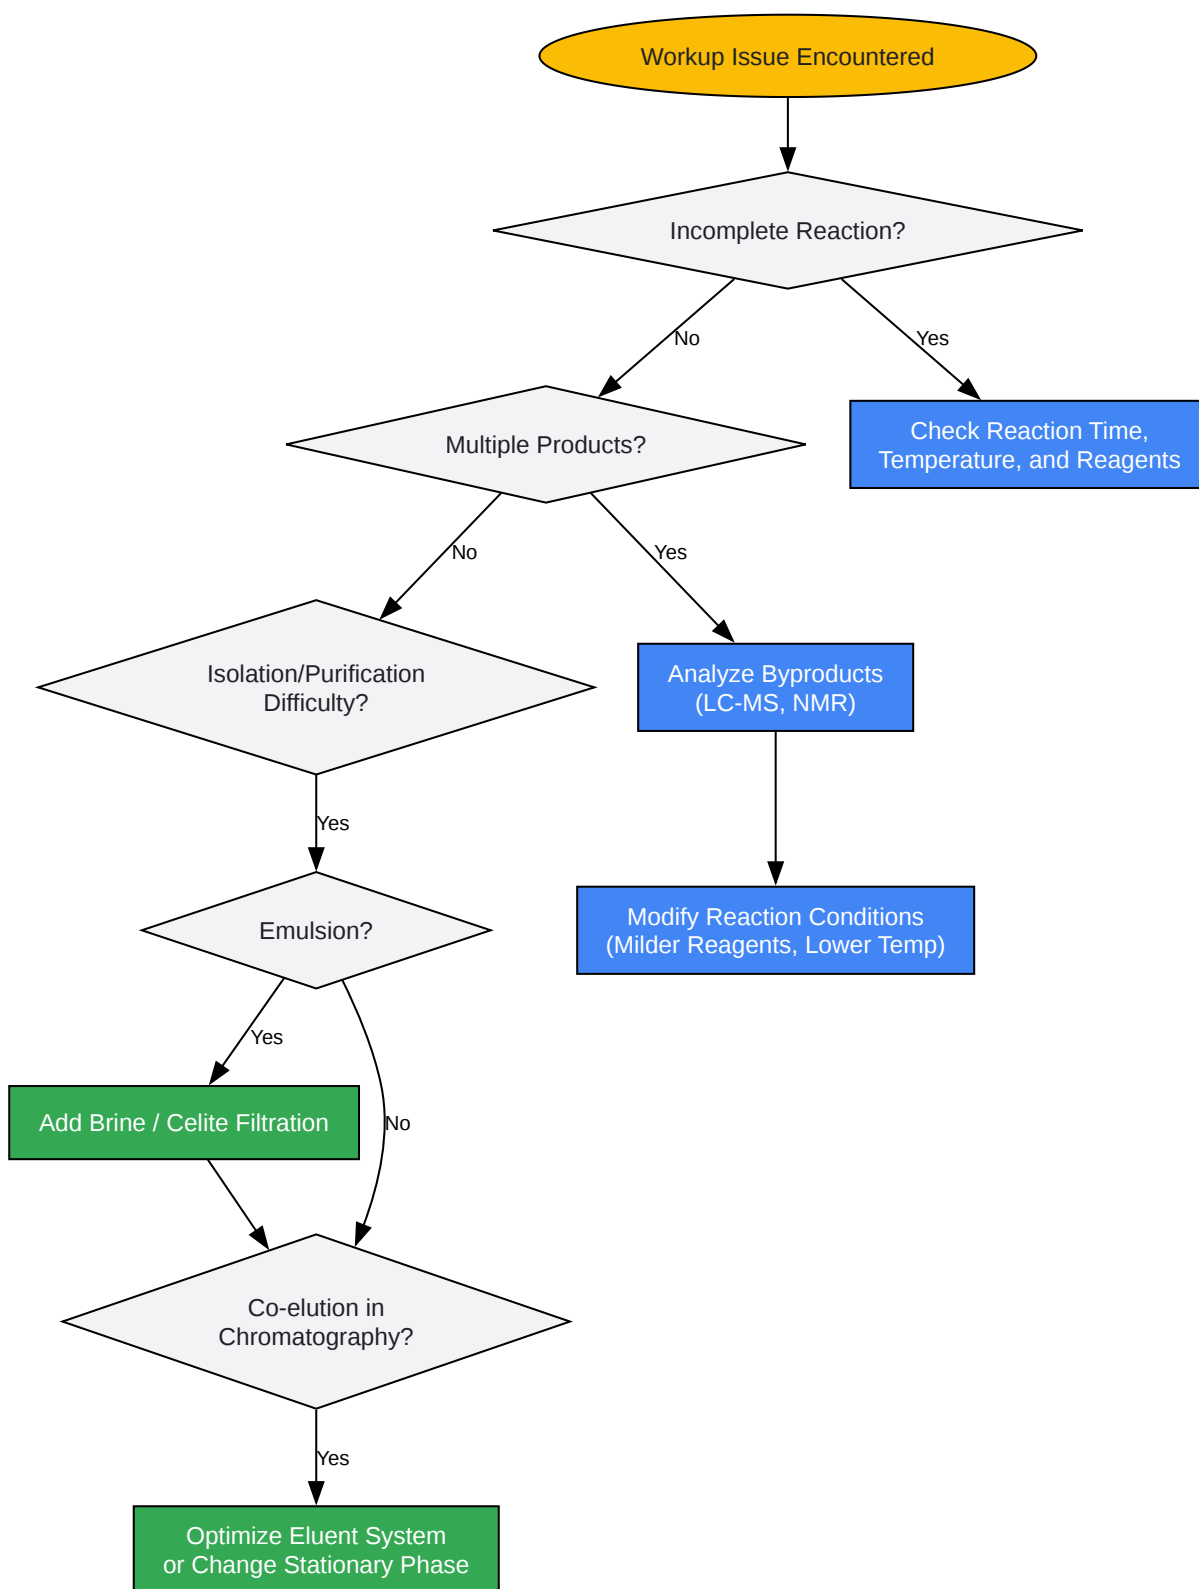 Workup Issue Encountered
Incomplete Reaction?
No
Yes
Multiple Products?
Check Reaction Time,
Temperature, and Reagents
No
Yes
Isolation/Purification
Difficulty?
Analyze Byproducts
(LC-MS, NMR)
Yes
Emulsion?
Modify Reaction Conditions
(Milder Reagents, Lower Temp)
Yes
Add Brine / Celite Filtration
No
Co-elution in
Chromatography?
Yes
Optimize Eluent System
or Change Stationary Phase